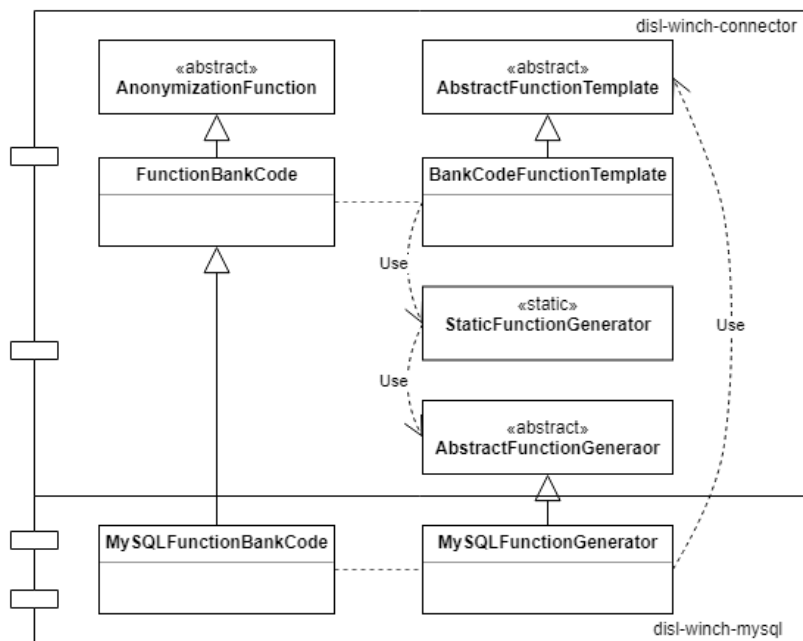 disl-winch-connector
«abstract»
AnonymizationFunction
«abstract»
AbstractFunctionTemplate
FunctionBankCode
BankCodeFunctionTemplate
Use
«static»
StaticFunctionGenerator
Use
Use
«abstract»
AbstractFunctionGeneraor
MySQLFunctionBankCode
MySQLFunctionGenerator
disl-winch-mysql